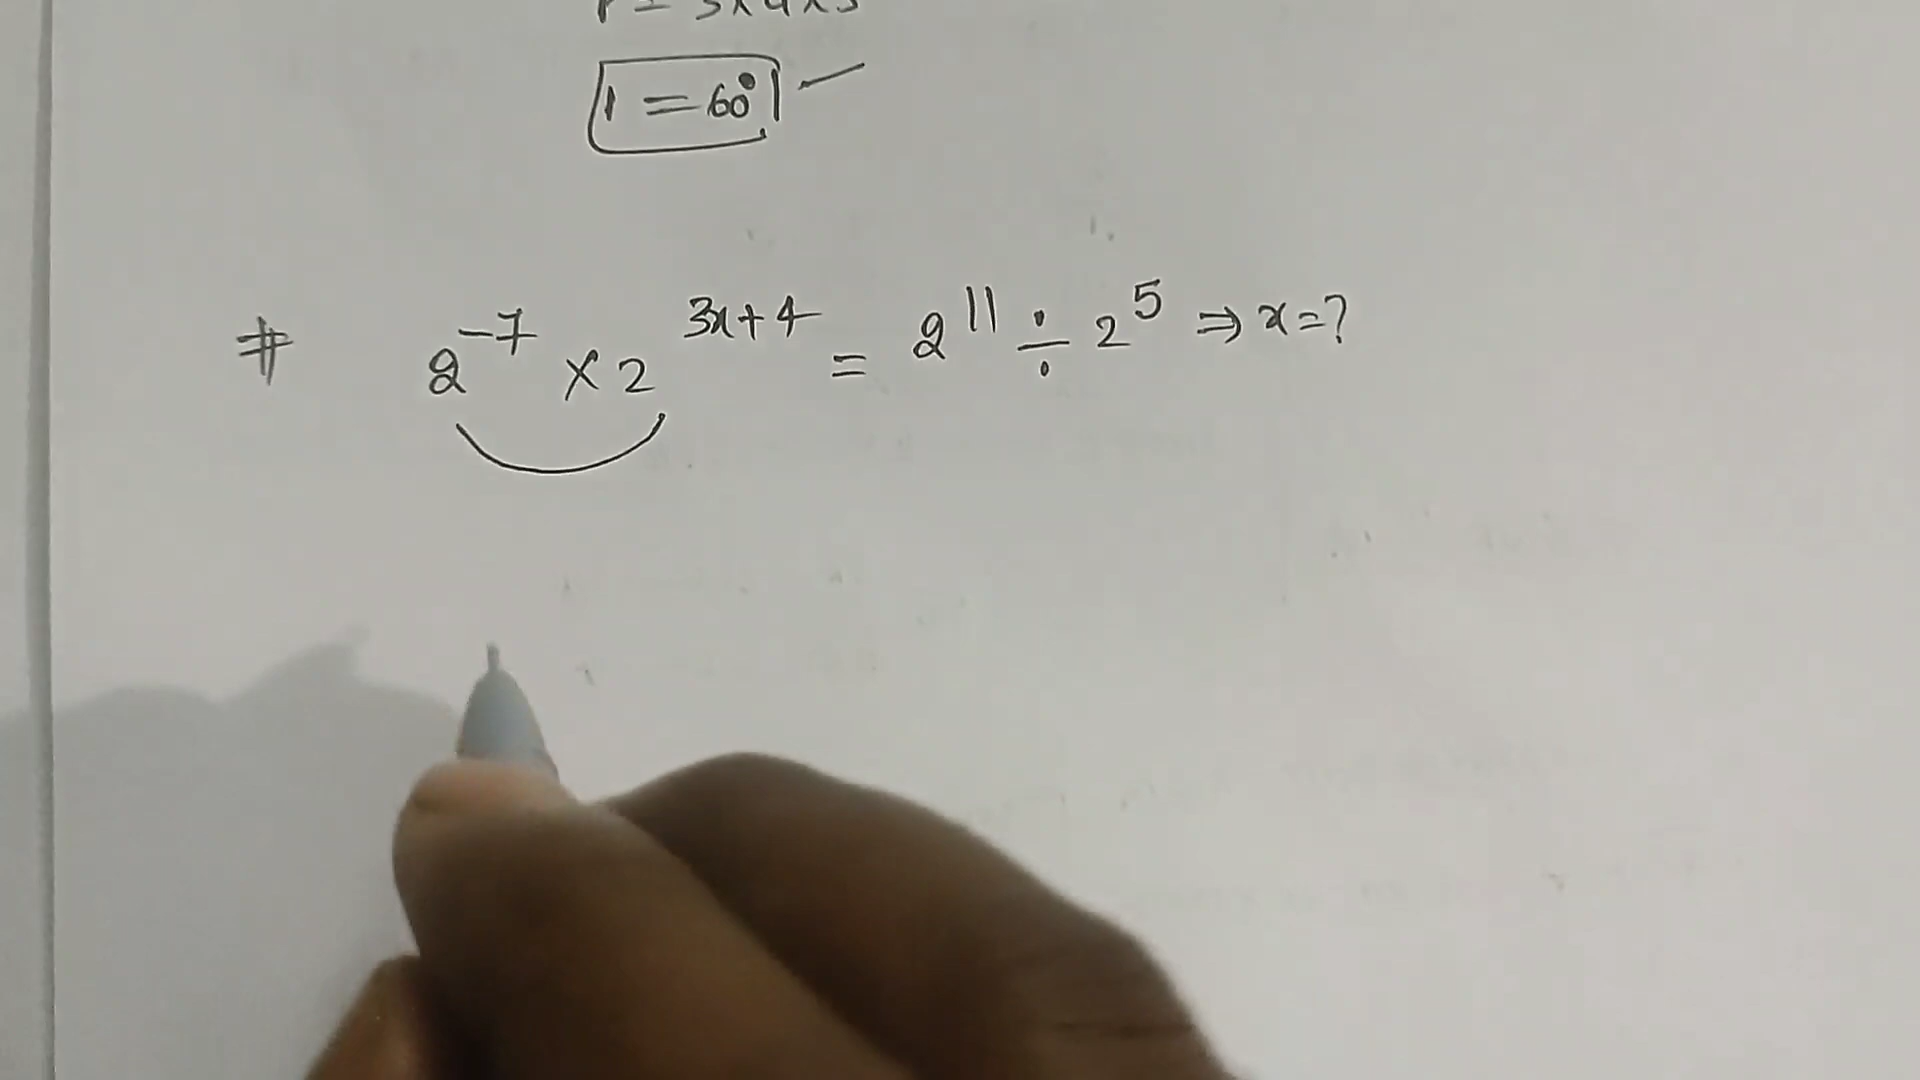 1 = 60°
# 2^-7 × 2^3x+4 = 2^11 ÷ 2^5 ⇒ x=?